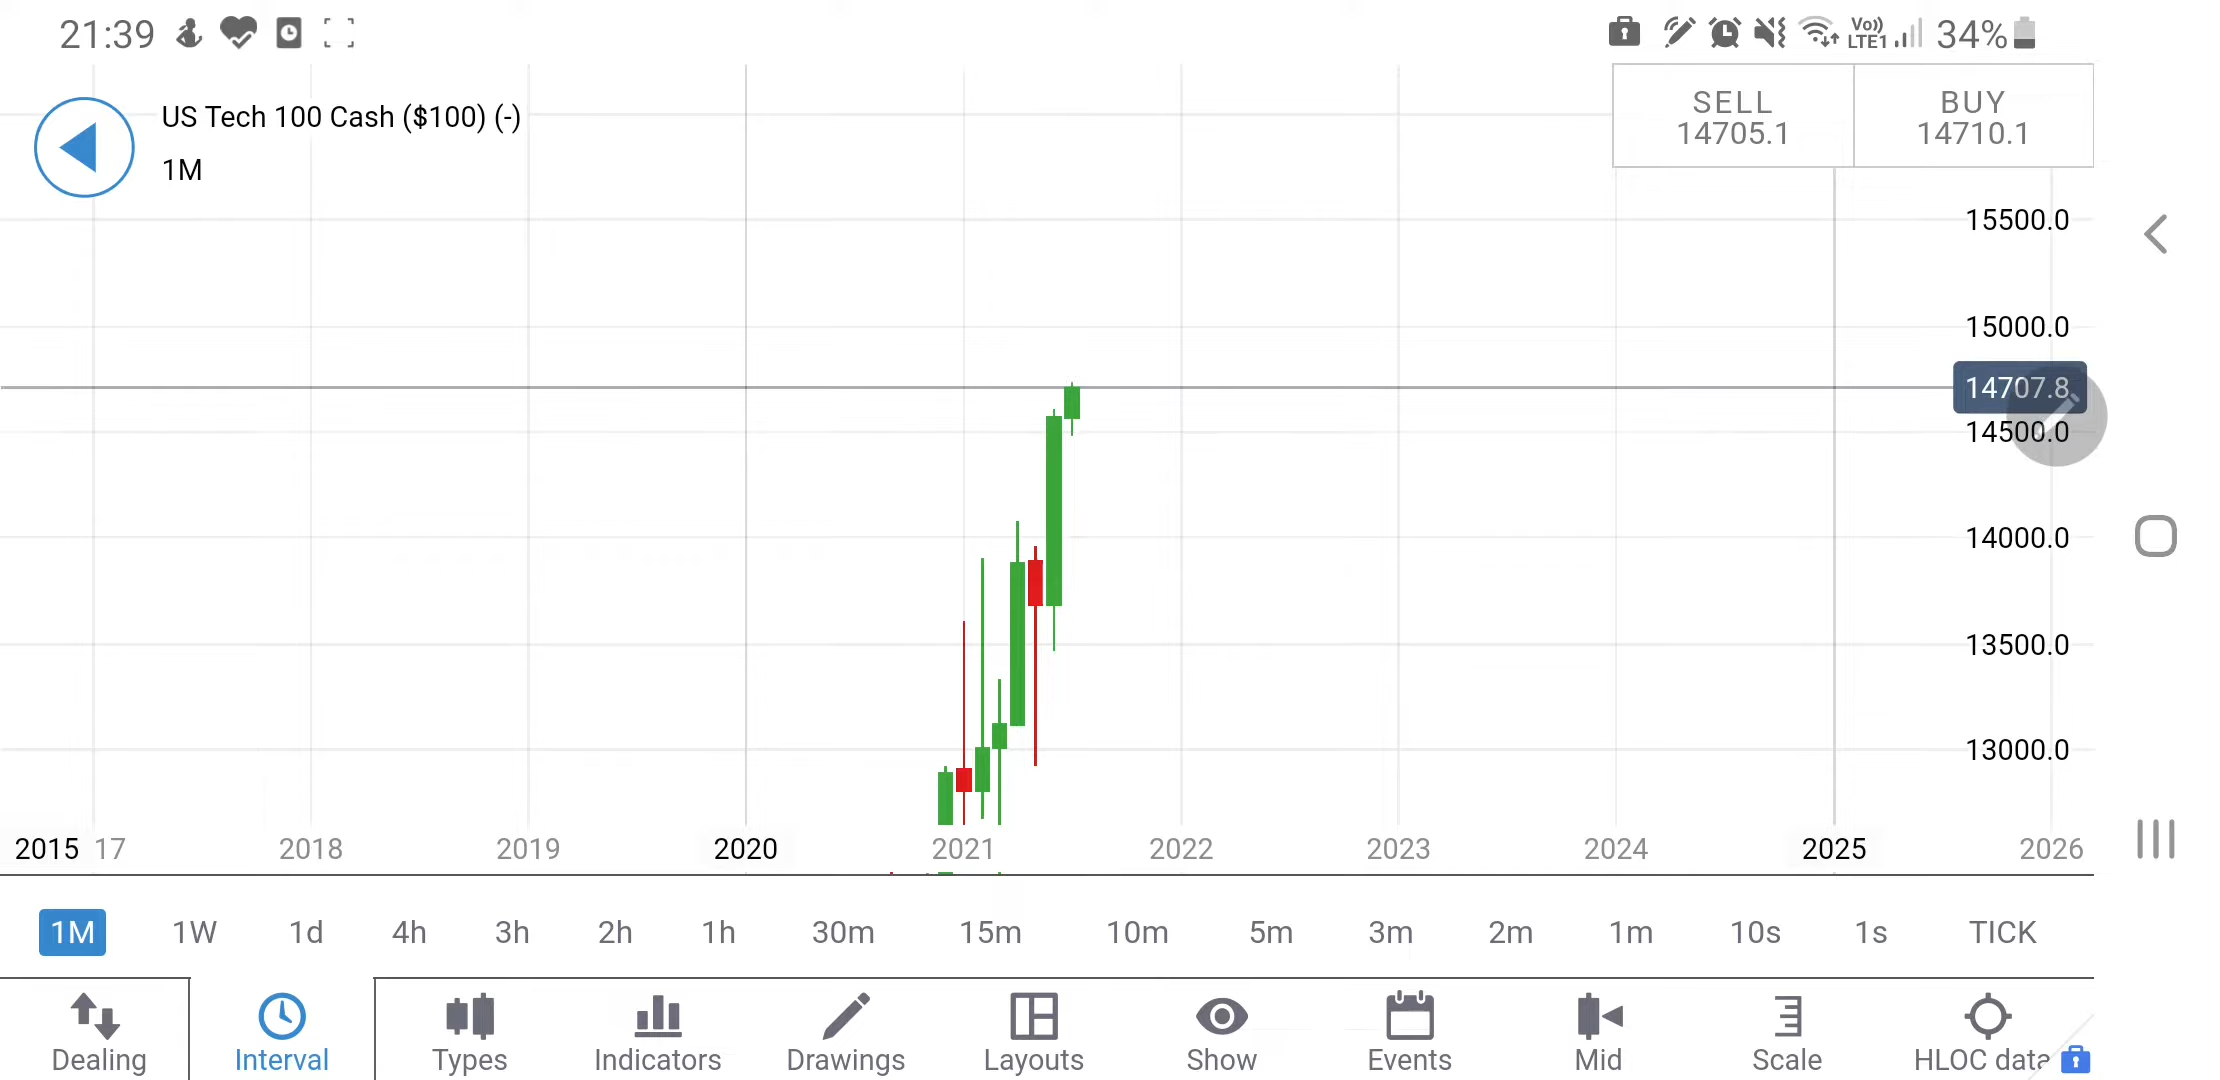 21:39
Vo))
LTE1
34%
US Tech 100 Cash ($100) (-)
1M
SELL
14705.1
BUY
14710.1
15500.0
15000.0
14707.8
14500.0
14000.0
13500.0
13000.0
2015 17 2018 2019 2020 2021 2022 2023 2024 2025 2026
1M 1W 1d 4h 3h 2h 1h 30m 15m 10m 5m 3m 2m 1m 10s 1s TICK
Dealing Interval Types Indicators Drawings Layouts Show Events Mid Scale HLOC data